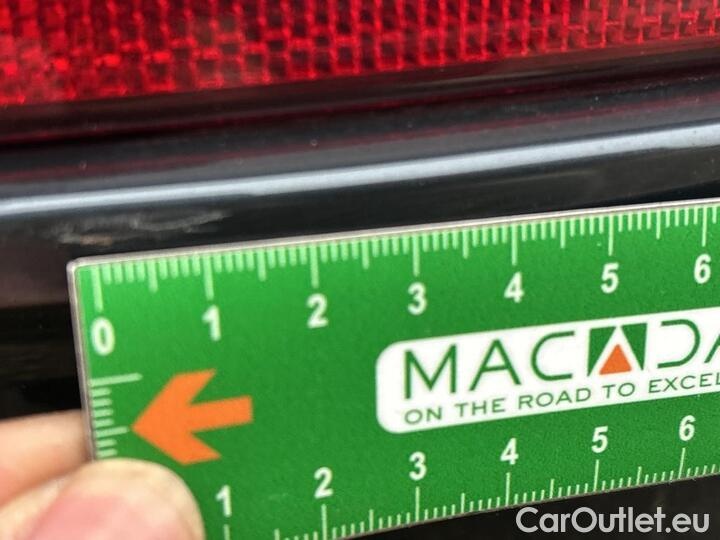 0 1 2 3 4 5 6
MACADA
ON THE ROAD TO EXCEL
1 2 3 4 5 6
CarOutlet.eu